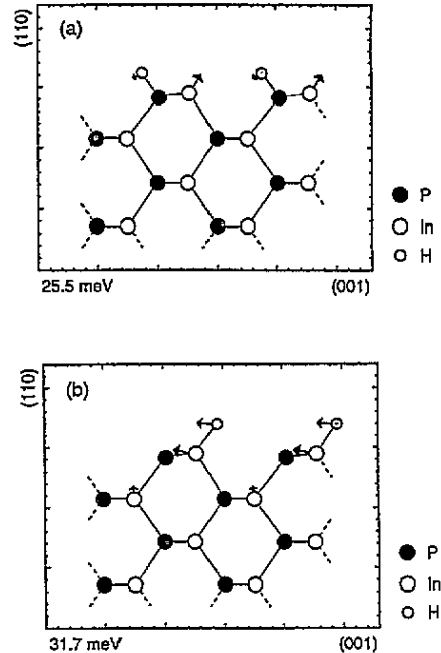 (110)
(a)
P
In
H
25.5 meV
(001)
(110)
(b)
P
In
H
31.7 meV
(001)